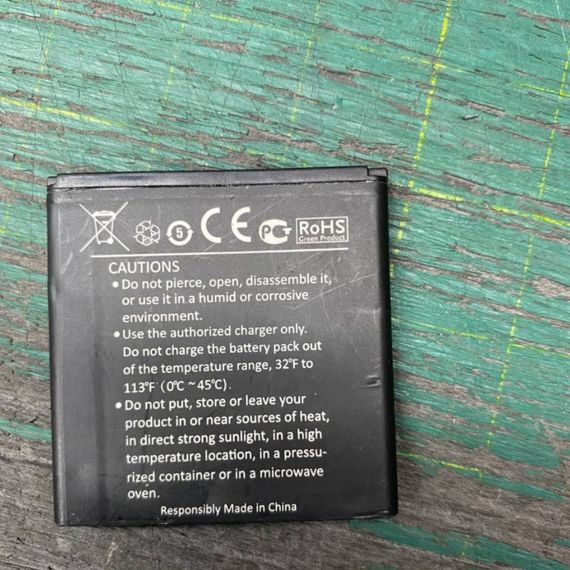 5 CE PC RoHS
Green Product
CAUTIONS
• Do not pierce, open, disassemble it,
or use it in a humid or corrosive
environment.
• Use the authorized charger only.
Do not charge the battery pack out
of the temperature range, 32°F to
113°F (0°C ~ 45°C).
• Do not put, store or leave your
product in or near sources of heat,
in direct strong sunlight, in a high
temperature location, in a pressu-
rized container or in a microwave
oven.
Responsibly Made in China